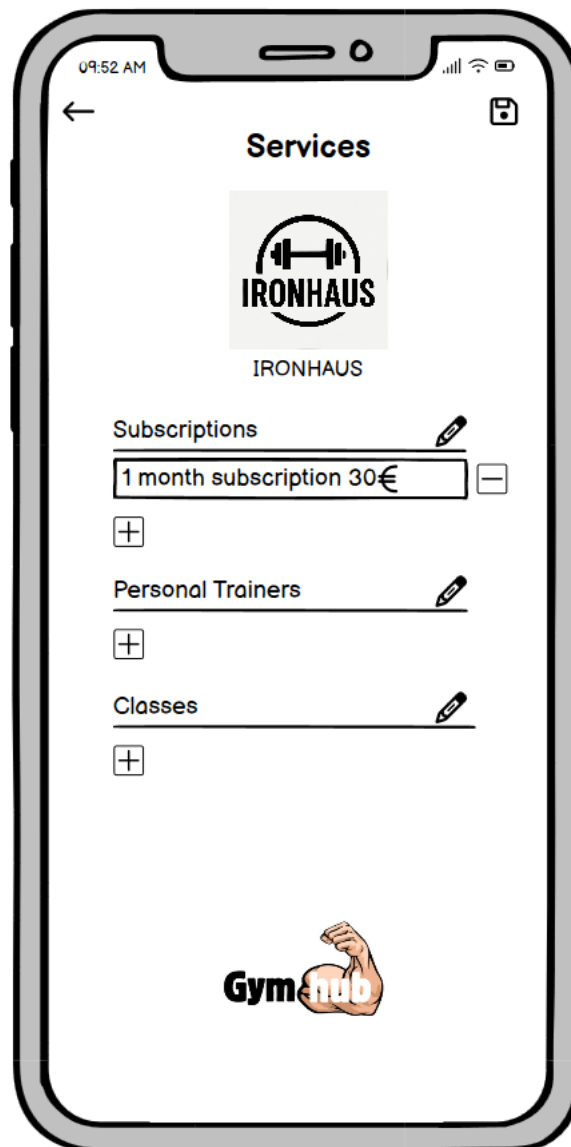 09:52 AM
Services
IRONHAUS
IRONHAUS
Subscriptions
1 month subscription 30€
Personal Trainers
Classes
Gym hub